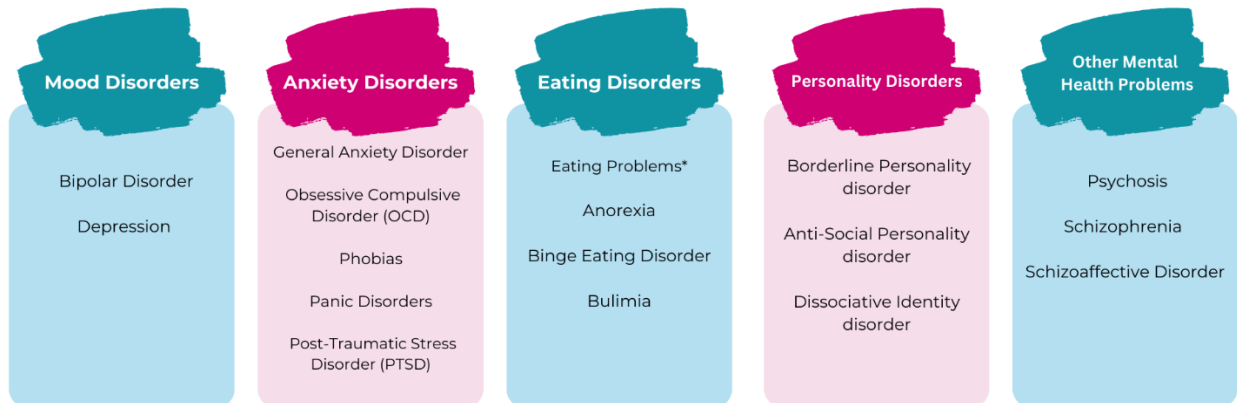 Mood Disorders
Bipolar Disorder
Depression
Anxiety Disorders
General Anxiety Disorder
Obsessive Compulsive
Disorder (OCD)
Phobias
Panic Disorders
Post-Traumatic Stress
Disorder (PTSD)
Eating Disorders
Eating Problems*
Anorexia
Binge Eating Disorder
Bulimia
Personality Disorders
Borderline Personality
disorder
Anti-Social Personality
disorder
Dissociative Identity
disorder
Other Mental
Health Problems
Psychosis
Schizophrenia
Schizoaffective Disorder